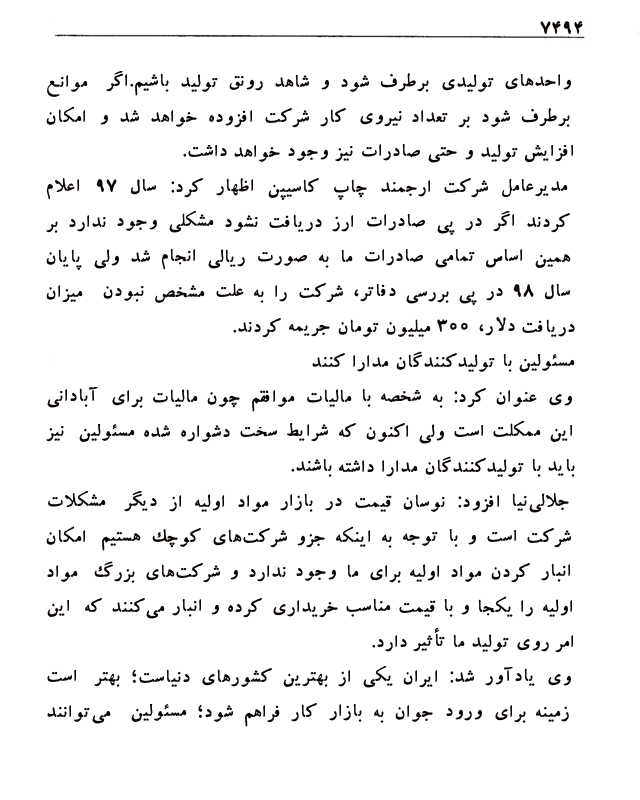 ۷۴۹۴
واحدهای تولیدی برطرف شود و شاهد رونق تولید باشیم.اگر موانع
برطرف شود بر تعداد نیروی کار شرکت افزوده خواهد شد و امکان
افزایش تولید و حتی صادرات نیز وجود خواهد داشت.
مدیرعامل شرکت ارجمند چاپ کاسپین اظهار کرد: سال ۹۷ اعلام
کردند اگر در پی صادرات ارز دریافت نشود مشکلی وجود ندارد بر
همین اساس تمامی صادرات ما به صورت ریالی انجام شد ولی پایان
سال ۹۸ در پی بررسی دفاتر، شرکت را به علت مشخص نبودن میزان
دریافت دلار، ۳۰۰ میلیون تومان جریمه کردند.
مسئولین با تولیدکنندگان مدارا کنند
وی عنوان کرد: به شخصه با مالیات موافقم چون مالیات برای آبادانی
این ممکلت است ولی اکنون که شرایط سخت دشواره شده مسئولین نیز
باید با تولیدکنندگان مدارا داشته باشند.
جلالی‌نیا افزود: نوسان قیمت در بازار مواد اولیه از دیگر مشکلات
شرکت است و با توجه به اینکه جزو شرکت‌های کوچك هستیم امکان
انبار کردن مواد اولیه برای ما وجود ندارد و شرکت‌های بزرگ مواد
اولیه را یکجا و با قیمت مناسب خریداری کرده و انبار می‌کنند که این
امر روی تولید ما تأثیر دارد.
وی یادآور شد: ایران یکی از بهترین کشورهای دنیاست؛ بهتر است
زمینه برای ورود جوان به بازار کار فراهم شود؛ مسئولین می‌توانند